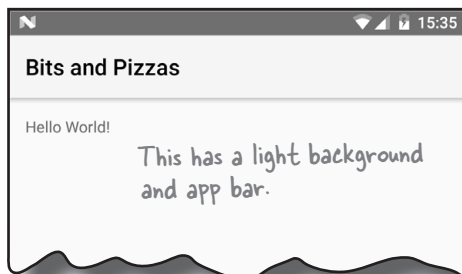 15:35
Bits and Pizzas
Hello World!
This has a light background
and app bar.